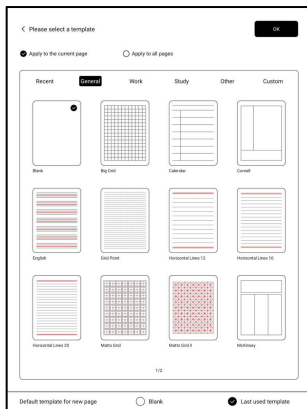 Please select a template
OK
Apply to the current page Apply to all pages
Recent General Work Study Other Custom
Blank Big Grid Calendar Cornell
English Grid Point Horizontal Lines 12 Horizontal Lines 16
Horizontal Lines 20 Matts Grid Matts Grid II McKinsey
1/2
Default template for new page Blank Last used template